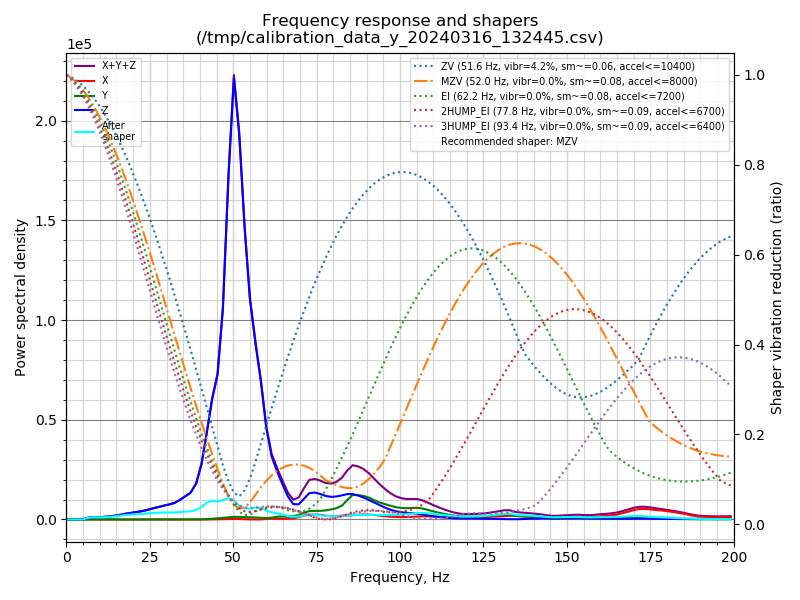 Frequency response and shapers
(/tmp/calibration_data_y_20240316_132445.csv)
1e5
X+Y+Z
X
Y
Z
After
shaper
ZV (51.6 Hz, vibr=4.2%, sm~=0.06, accel<=10400)
MZV (52.0 Hz, vibr=0.0%, sm~=0.08, accel<=8000)
EI (62.2 Hz, vibr=0.0%, sm~=0.08, accel<=7200)
2HUMP_EI (77.8 Hz, vibr=0.0%, sm~=0.09, accel<=6700)
3HUMP_EI (93.4 Hz, vibr=0.0%, sm~=0.09, accel<=6400)
Recommended shaper: MZV
Power spectral density
2.0
1.5
1.0
0.5
0.0
1.0
0.8
0.6
0.4
0.2
0.0
Shaper vibration reduction (ratio)
0 25 50 75 100 125 150 175 200
Frequency, Hz